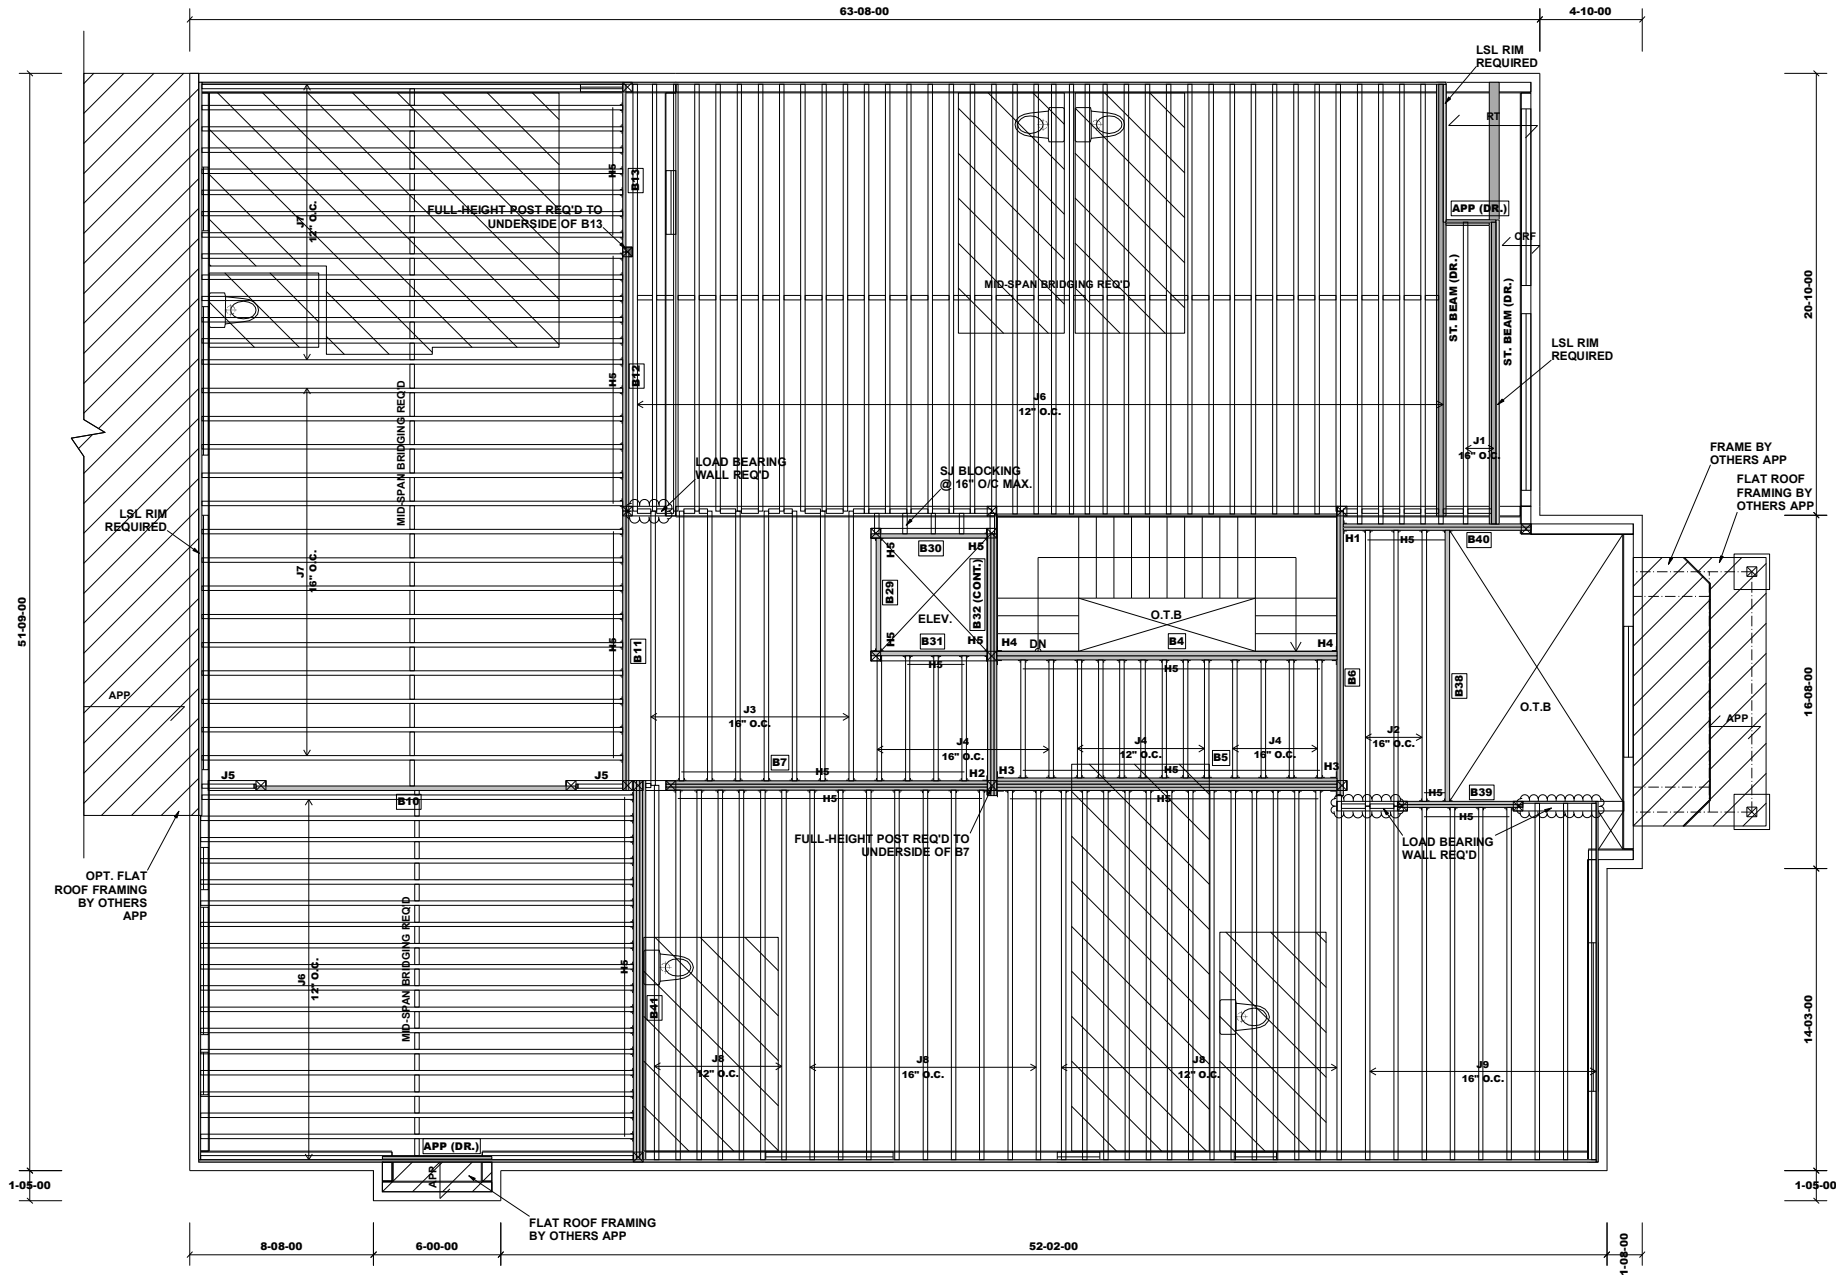 63-08-00
4-10-00
LSL RIM
REQUIRED
RT
H5
B13
J7
12" O.C.
FULL-HEIGHT POST REQ'D TO
UNDERSIDE OF B13
APP (DR.)
CRF
20-10-00
MID-SPAN BRIDGING REQ'D
ST. BEAM (DR.)
ST. BEAM (DR.)
LSL RIM
REQUIRED
H5
B12
MID-SPAN BRIDGING REQ'D
J6
12" O.C.
J1
16" O.C.
FRAME BY
OTHERS APP
LOAD BEARING
WALL REQ'D
SJ BLOCKING
@ 16" O/C MAX.
FLAT ROOF
FRAMING BY
OTHERS APP
LSL RIM
REQUIRED
H5
B30
H5
H1
H5
B40
J7
16" O.C.
B29
B32 (CONT.)
51-09-00
ELEV.
O.T.B
H5
B11
H5
B31
H5
H4
DN
B4
H4
H5
H5
B6
B38
O.T.B
16-08-00
APP
J3
16" O.C.
J4
16" O.C.
J4
12" O.C.
B5
J4
16" O.C.
J2
16" O.C.
APP
B7
H5
H2
H3
H5
H3
J5
J5
B10
H5
H5
H5
B39
H5
FULL-HEIGHT POST REQ'D TO
UNDERSIDE OF B7
LOAD BEARING
WALL REQ'D
OPT. FLAT
ROOF FRAMING
BY OTHERS
APP
MID-SPAN BRIDGING REQ'D
J6
12" O.C.
H5
B41
14-03-00
J8
12" O.C.
J8
16" O.C.
J8
12" O.C.
J9
16" O.C.
APP (DR.)
APP
1-05-00
1-05-00
FLAT ROOF FRAMING
BY OTHERS APP
8-08-00
6-00-00
52-02-00
1-08-00